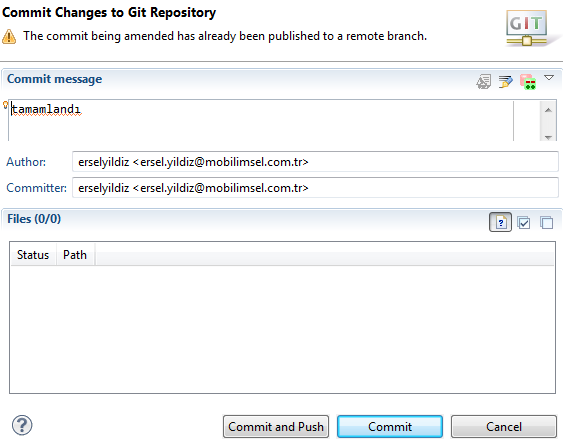 Commit Changes to Git Repository
The commit being amended has already been published to a remote branch.
GIT
Commit message
tamamlandı
Author: erselyildiz <ersel.yildiz@mobilimsel.com.tr>
Committer: erselyildiz <ersel.yildiz@mobilimsel.com.tr>
Files (0/0)
Status Path
Commit and Push Commit Cancel